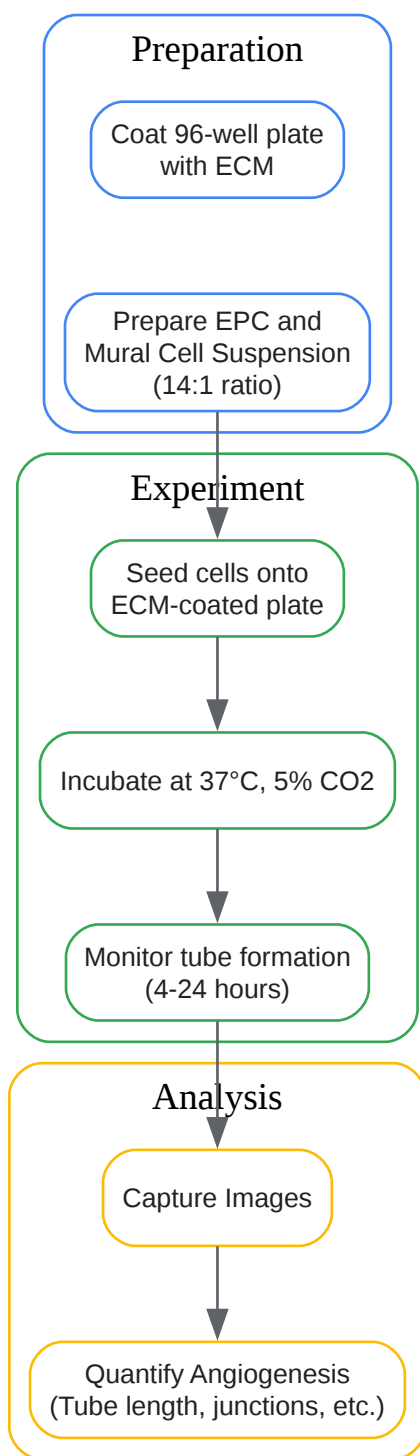 Preparation
Coat 96-well plate
with ECM
Prepare EPC and
Mural Cell Suspension
(14:1 ratio)
Experiment
Seed cells onto
ECM-coated plate
Incubate at 37°C, 5% CO2
Monitor tube formation
(4-24 hours)
Analysis
Capture Images
Quantify Angiogenesis
(Tube length, junctions, etc.)